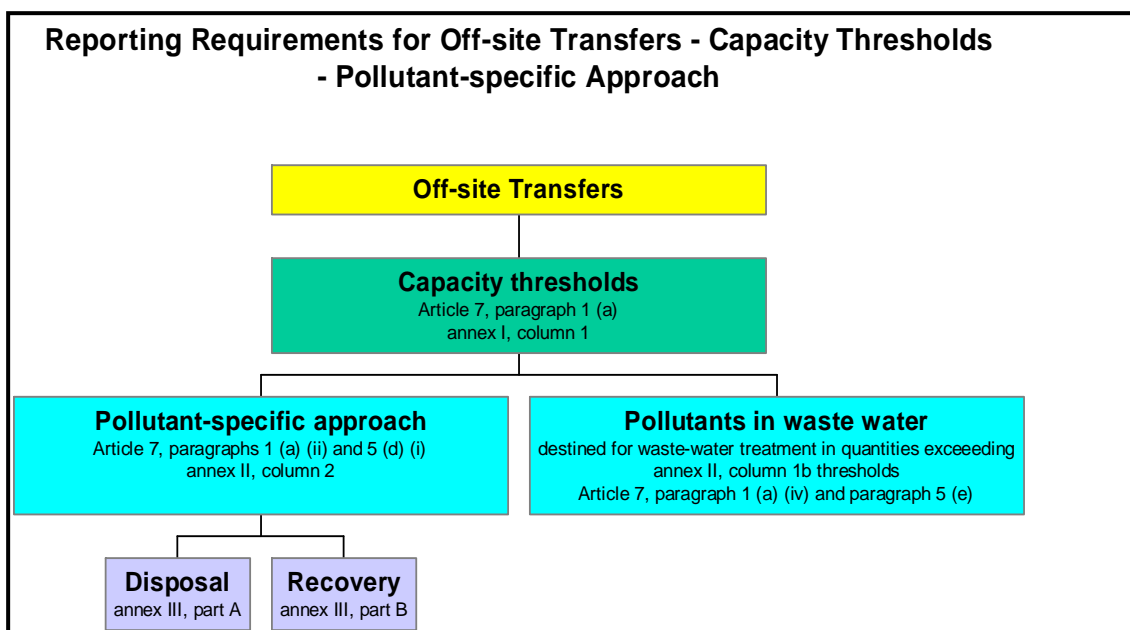 Reporting Requirements for Off-site Transfers - Capacity Thresholds
- Pollutant-specific Approach
Off-site Transfers
Capacity thresholds
Article 7, paragraph 1 (a)
annex I, column 1
Pollutant-specific approach
Article 7, paragraphs 1 (a) (ii) and 5 (d) (i)
annex II, column 2
Pollutants in waste water
destined for waste-water treatment in quantities exceeeding
annex II, column 1b thresholds
Article 7, paragraph 1 (a) (iv) and paragraph 5 (e)
Disposal
annex III, part A
Recovery
annex III, part B